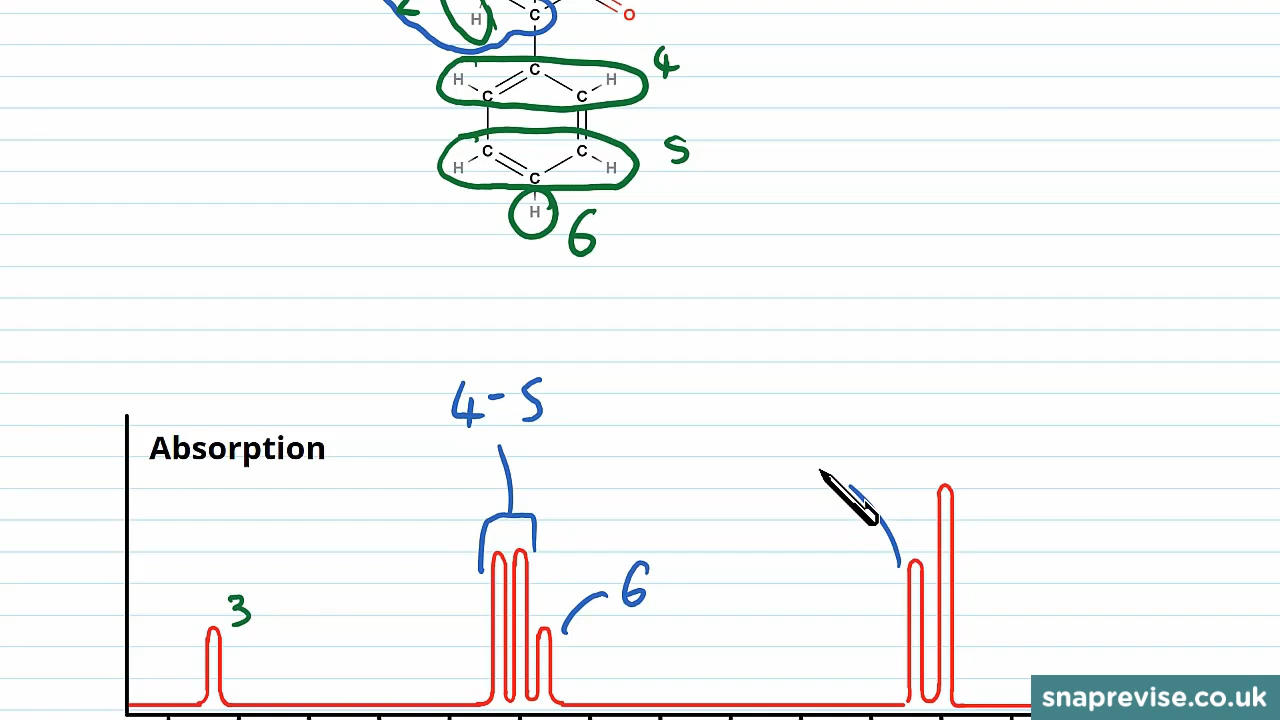 H C O
4
H C H
C C
C C 5
H C H
H 6
4-5
Absorption
6
3
snaprevise.co.uk